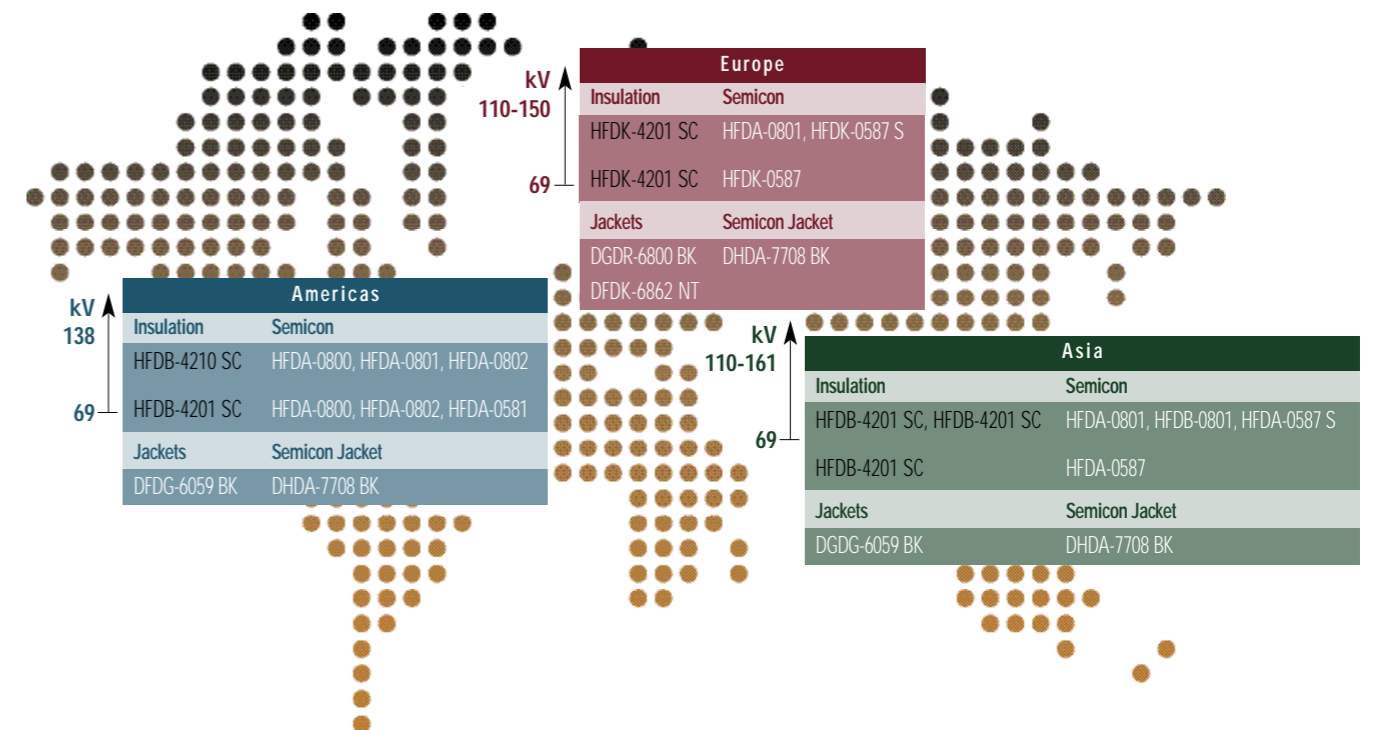 Europe
kV
110-150
Insulation Semicon
HFDK-4201 SC HFDA-0801, HFDK-0587 S
69
HFDK-4201 SC HFDK-0587
Jackets Semicon Jacket
DGDR-6800 BK DHDA-7708 BK
DFDK-6862 NT
Americas
kV
138
Insulation Semicon
HFDB-4210 SC HFDA-0800, HFDA-0801, HFDA-0802
69
HFDB-4201 SC HFDA-0800, HFDA-0802, HFDA-0581
Jackets Semicon Jacket
DFDG-6059 BK DHDA-7708 BK
Asia
kV
110-161
Insulation Semicon
HFDB-4201 SC, HFDB-4201 SC HFDA-0801, HFDB-0801, HFDA-0587 S
69
HFDB-4201 SC HFDA-0587
Jackets Semicon Jacket
DGDG-6059 BK DHDA-7708 BK